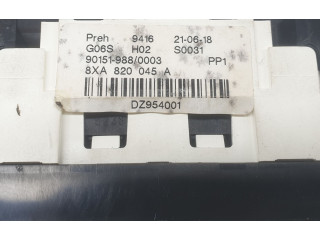 Preh 9416 21-06-18
G06S H02 S0031
90151-988/0003 PP1
8XA 820 045 A
DZ954001